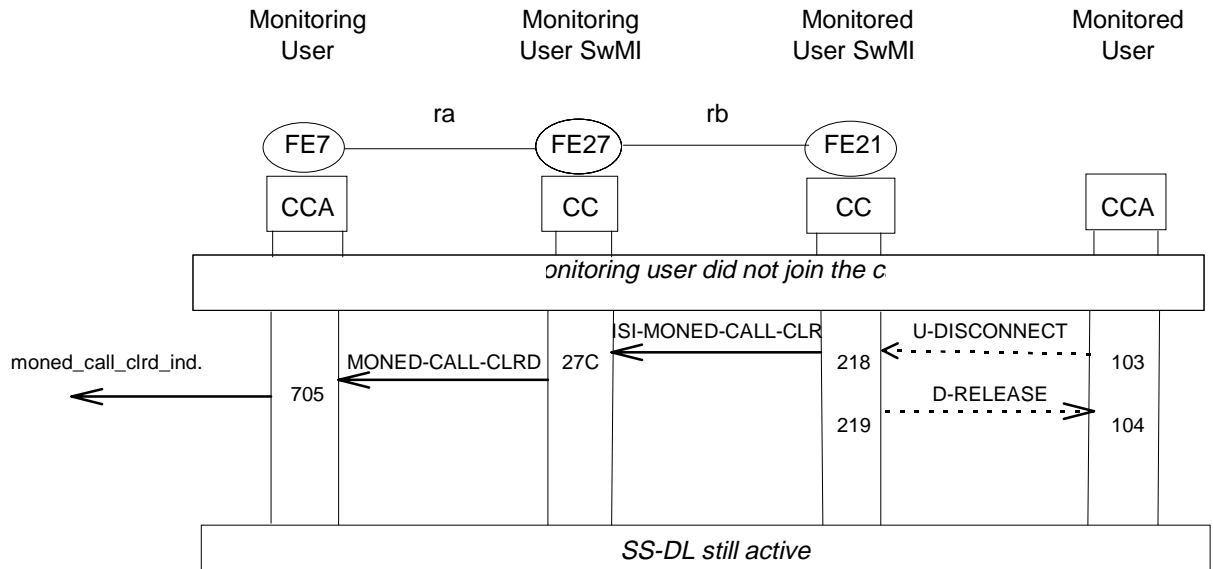 Monitoring User
Monitoring User SwMI
Monitored User SwMI
Monitored User
ra
rb
FE7
FE27
FE21
CCA
CC
CC
CCA
onitoring user did not join the c
ISI-MONED-CALL-CLR
U-DISCONNECT
moned_call_clrd_ind.
MONED-CALL-CLRD
27C
218
103
705
D-RELEASE
219
104
SS-DL still active